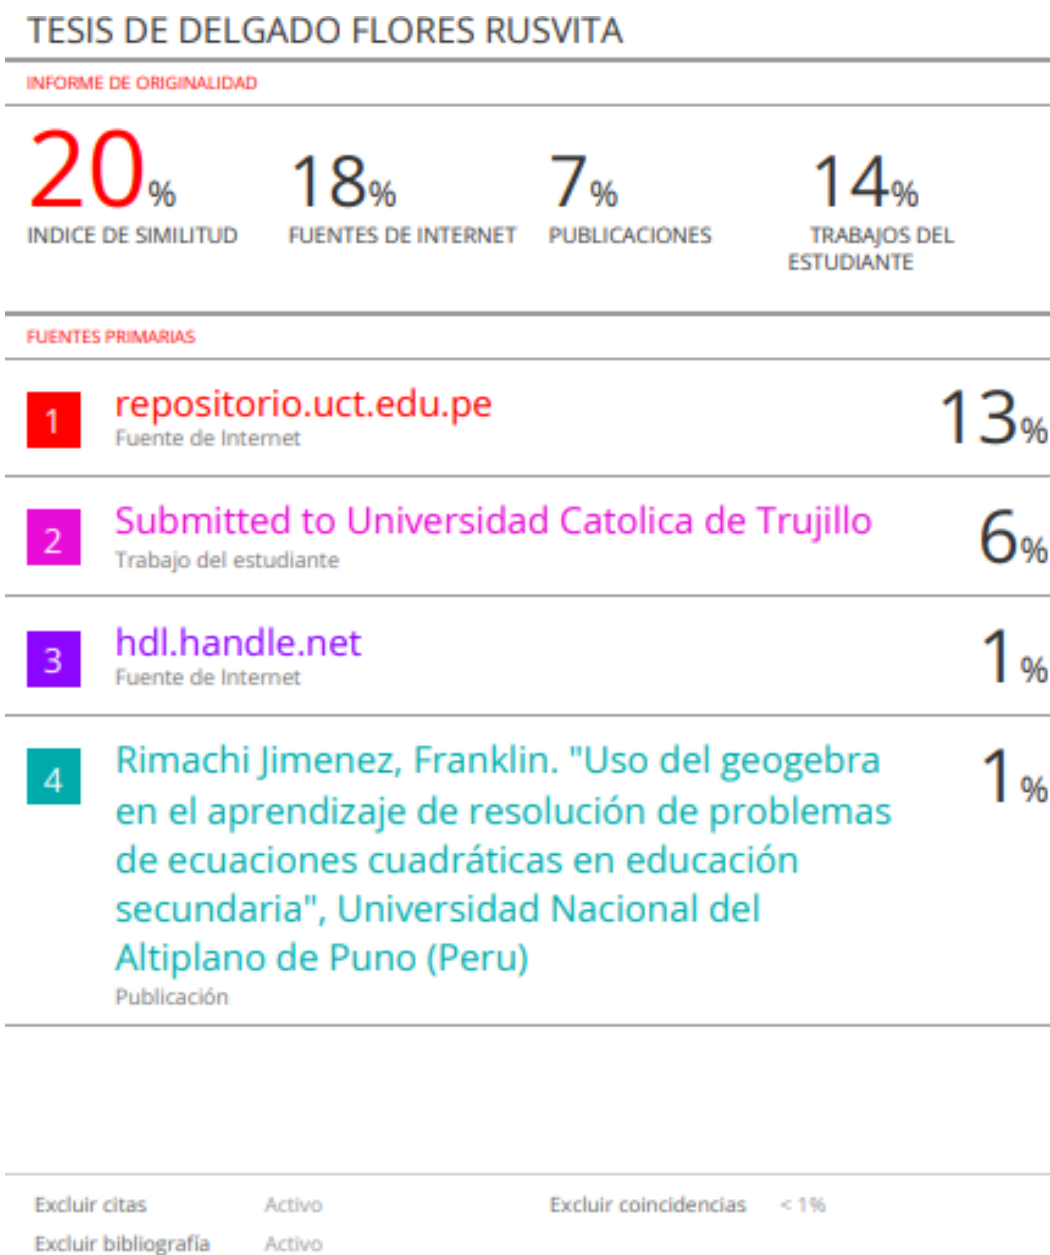 TESIS DE DELGADO FLORES RUSVITA
INFORME DE ORIGINALIDAD
20%
INDICE DE SIMILITUD
18%
FUENTES DE INTERNET
7%
PUBLICACIONES
14%
TRABAJOS DEL
ESTUDIANTE
FUENTES PRIMARIAS
1
repositorio.uct.edu.pe
Fuente de Internet
13%
2
Submitted to Universidad Catolica de Trujillo
Trabajo del estudiante
6%
3
hdl.handle.net
Fuente de Internet
1%
4
Rimachi Jimenez, Franklin. "Uso del geogebra
en el aprendizaje de resolución de problemas
de ecuaciones cuadráticas en educación
secundaria", Universidad Nacional del
Altiplano de Puno (Peru)
Publicación
1%
Excluir citas Activo
Excluir coincidencias < 1%
Excluir bibliografía Activo